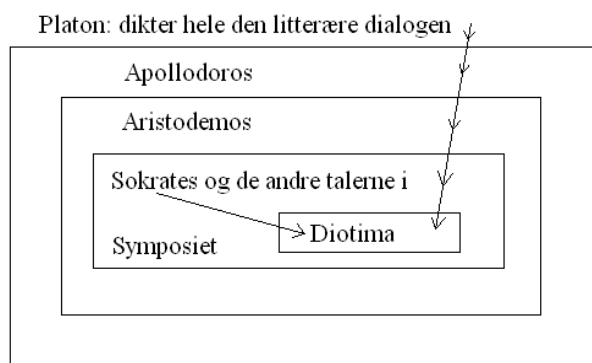 Platon: dikter hele den litterære dialogen
Apollodoros
Aristodemos
Sokrates og de andre talerne i
Diotima
Symposiet